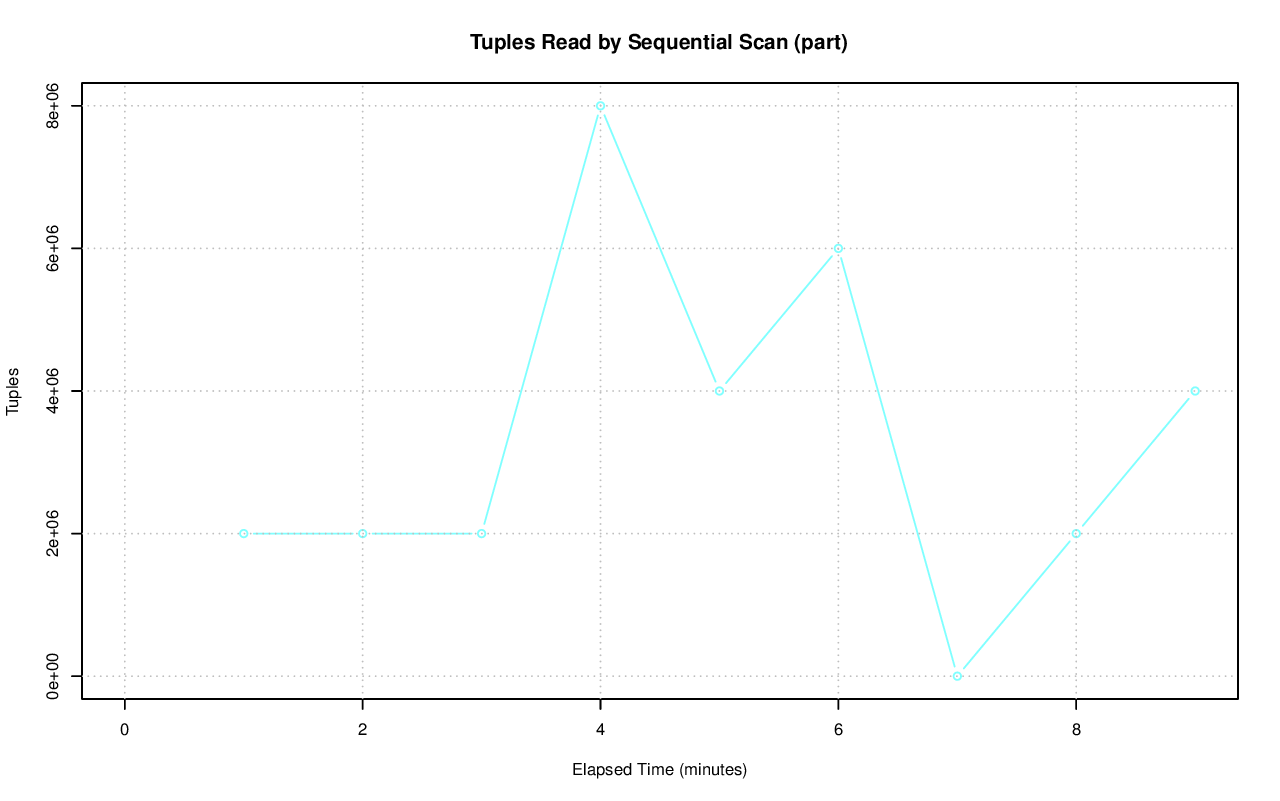 Tuples Read by Sequential Scan (part)
8e+06
6e+06
4e+06
2e+06
0e+00
Tuples
0 2 4 6 8
Elapsed Time (minutes)